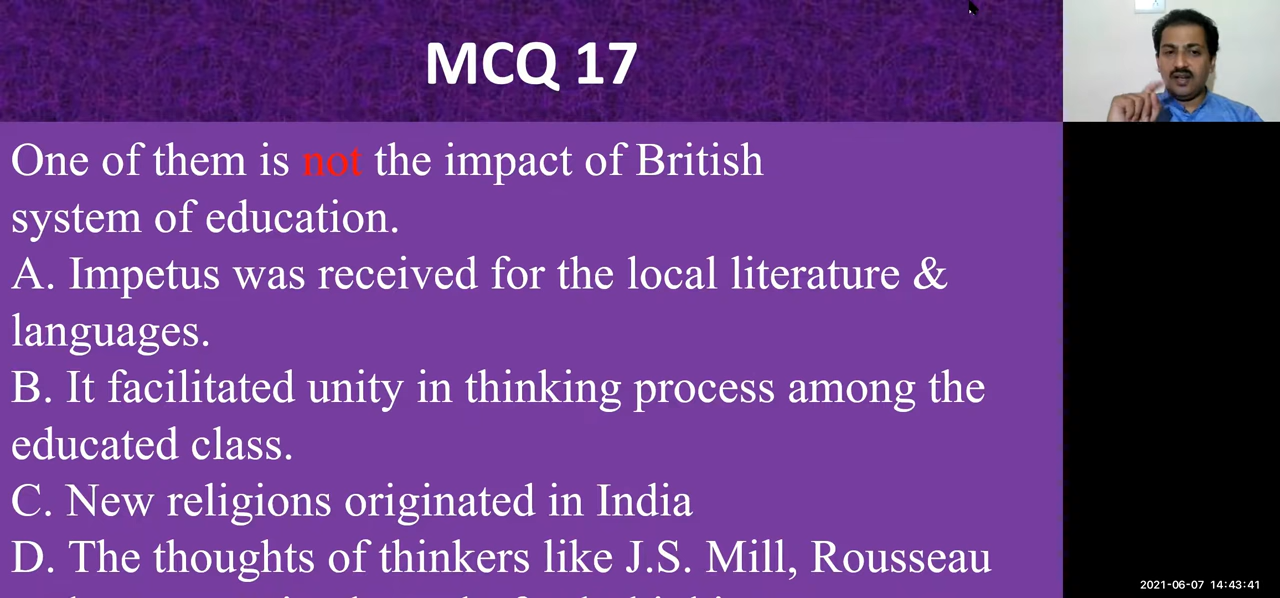 MCQ 17
One of them is not the impact of British
system of education.
A. Impetus was received for the local literature &
languages.
B. It facilitated unity in thinking process among the
educated class.
C. New religions originated in India
D. The thoughts of thinkers like J.S. Mill, Rousseau
2021-06-07 14:43:41